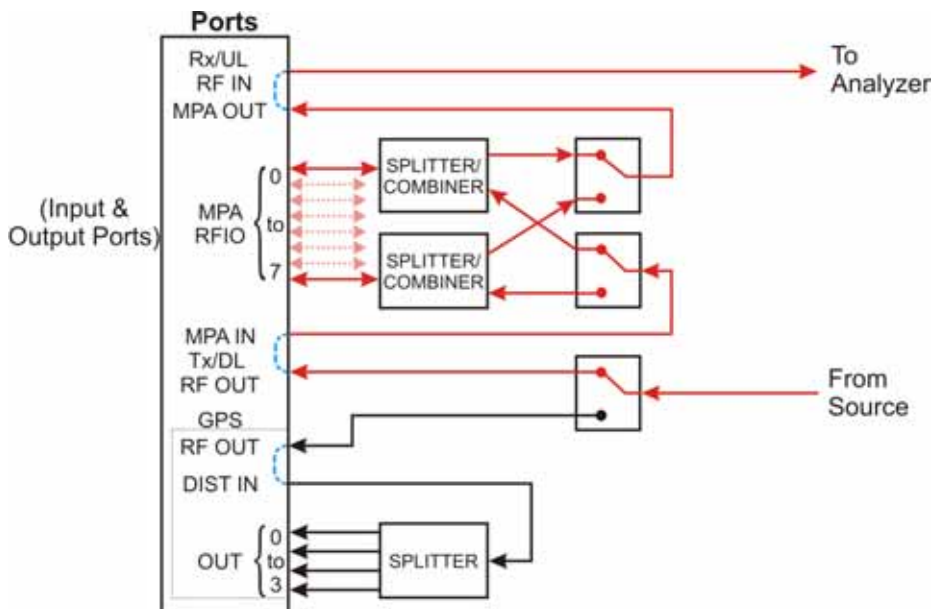 Ports
Rx/UL
RF IN
MPA OUT
To
Analyzer
(Input &
Output Ports)
MPA
RFIO
0
to
7
SPLITTER/
COMBINER
SPLITTER/
COMBINER
MPA IN
Tx/DL
RF OUT
From
Source
GPS
RF OUT
DIST IN
OUT
0
to
3
SPLITTER